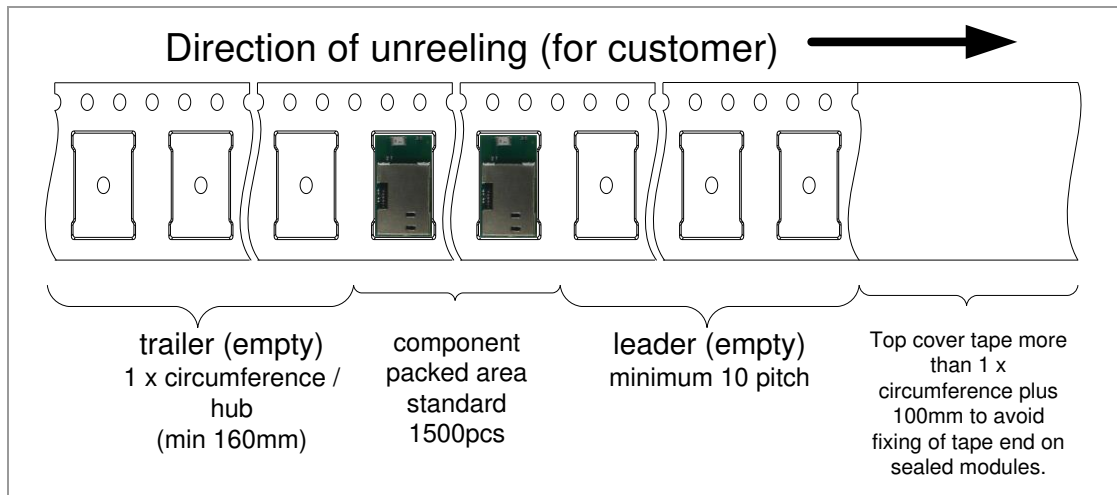 Direction of unreeling (for customer)
trailer (empty)
1 x circumference /
hub
(min 160mm)
component
packed area
standard
1500pcs
leader (empty)
minimum 10 pitch
Top cover tape more
than 1 x
circumference plus
100mm to avoid
fixing of tape end on
sealed modules.